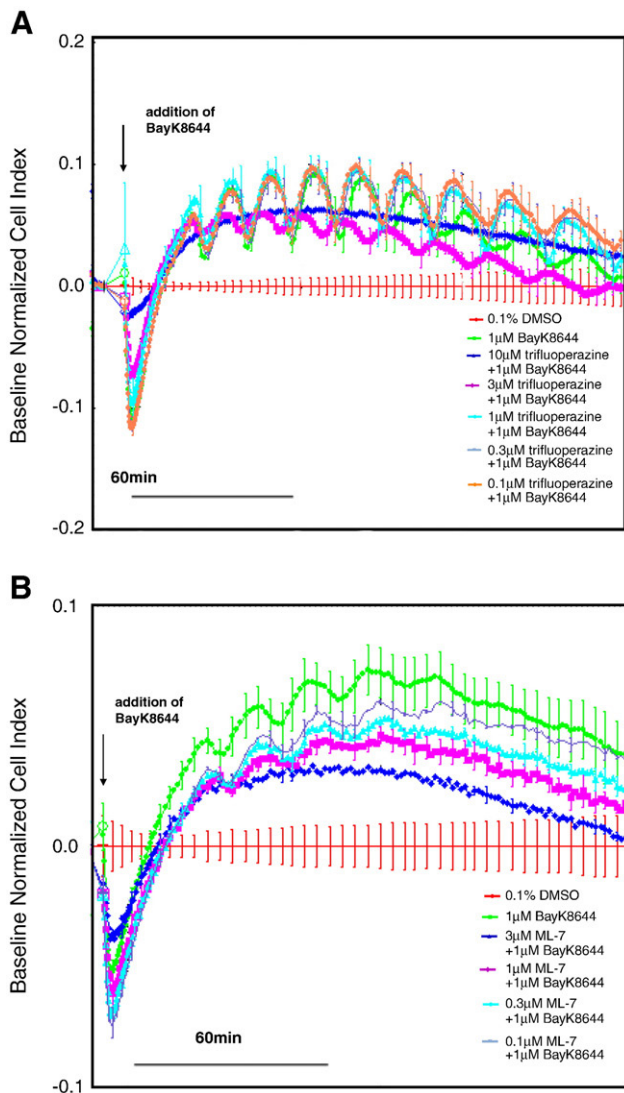 A
0.2
addition of
BayK8644
0.1
Baseline Normalized Cell Index
0.0
0.1% DMSO
1µM BayK8644
10µM trifluoperazine
+1µM BayK8644
3µM trifluoperazine
+1µM BayK8644
-0.1
1µM trifluoperazine
+1µM BayK8644
0.3µM trifluoperazine
+1µM BayK8644
60min
0.1µM trifluoperazine
+1µM BayK8644
-0.2
B
0.1
addition of
BayK8644
Baseline Normalized Cell Index
0.0
0.1% DMSO
1µM BayK8644
3µM ML-7
+1µM BayK8644
1µM ML-7
+1µM BayK8644
0.3µM ML-7
+1µM BayK8644
60min
0.1µM ML-7
+1µM BayK8644
-0.1